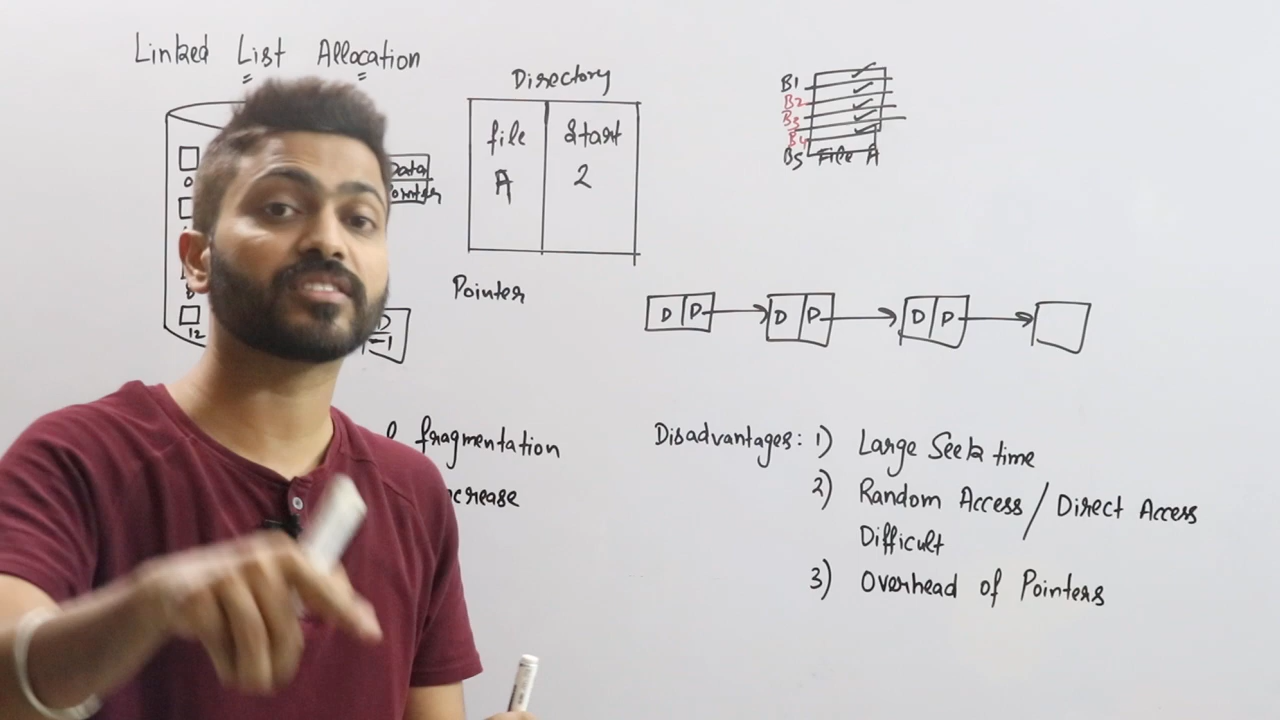 Linked List Allocation
Directory
file Start
A 2
B1
B2
B3
B4
B5 File A
Data
Pointer
0
12
D
-1
Pointer
D P D P D P
fragmentation
Disadvantages: 1) Large Seek time
2) Random Access / Direct Access
Difficult
3) Overhead of Pointers